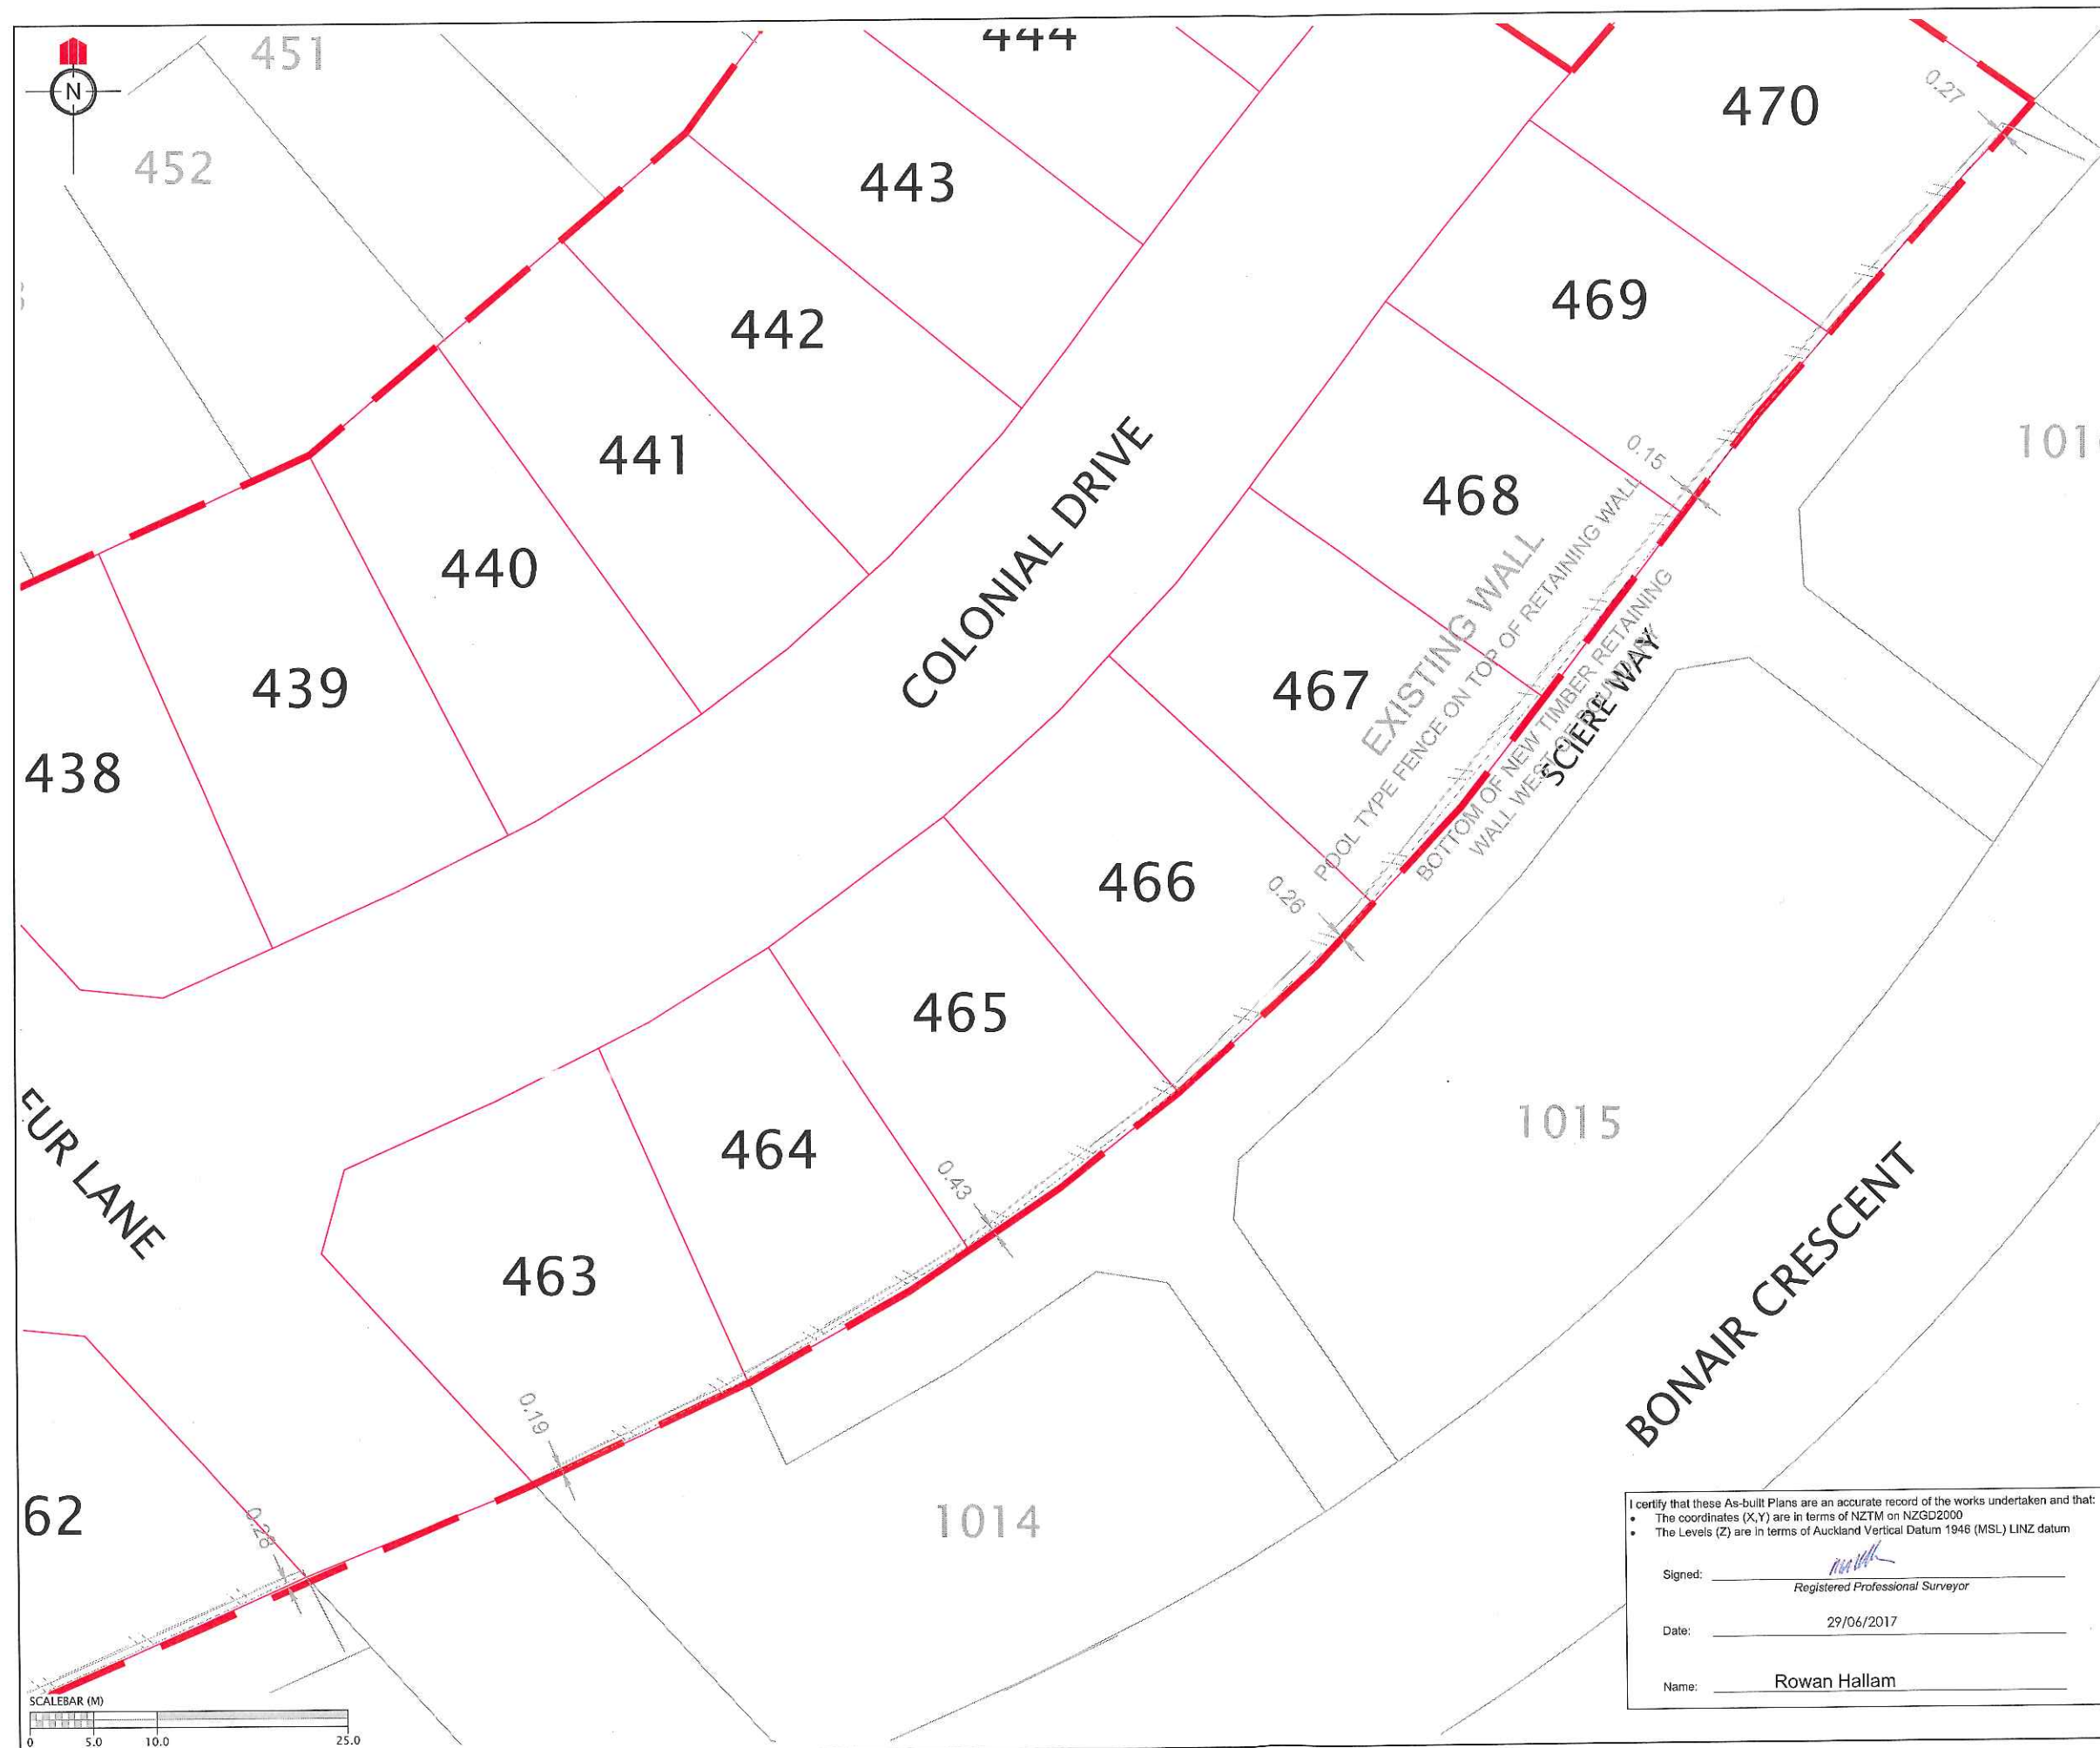 N
451
444
452
443
470
0.27
442
469
441
0.15
468
440
COLONIAL DRIVE
EXISTING WALL
POOL TYPE FENCE ON TOP OF RETAINING WALL
BOTTOM OF NEW TIMBER RETAINING
WALL WEST OF BOUNDARY
SCIERE WAY
439
467
438
466
0.26
465
EUR LANE
464
0.43
1015
463
BONAIR CRESCENT
0.19
62
0.28
1014
I certify that these As-built Plans are an accurate record of the works undertaken and that:
• The coordinates (X,Y) are in terms of NZTM on NZGD2000
• The Levels (Z) are in terms of Auckland Vertical Datum 1946 (MSL) LINZ datum
Signed:
Registered Professional Surveyor
Date: 29/06/2017
Name: Rowan Hallam
SCALEBAR (M)
0 5.0 10.0 25.0